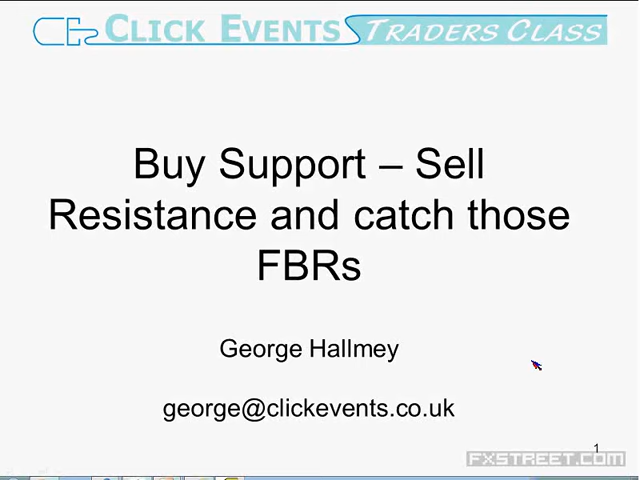 CLICK EVENTS TRADERS CLASS
Buy Support – Sell
Resistance and catch those
FBRs
George Hallmey
george@clickevents.co.uk
1
FXSTREET.COM